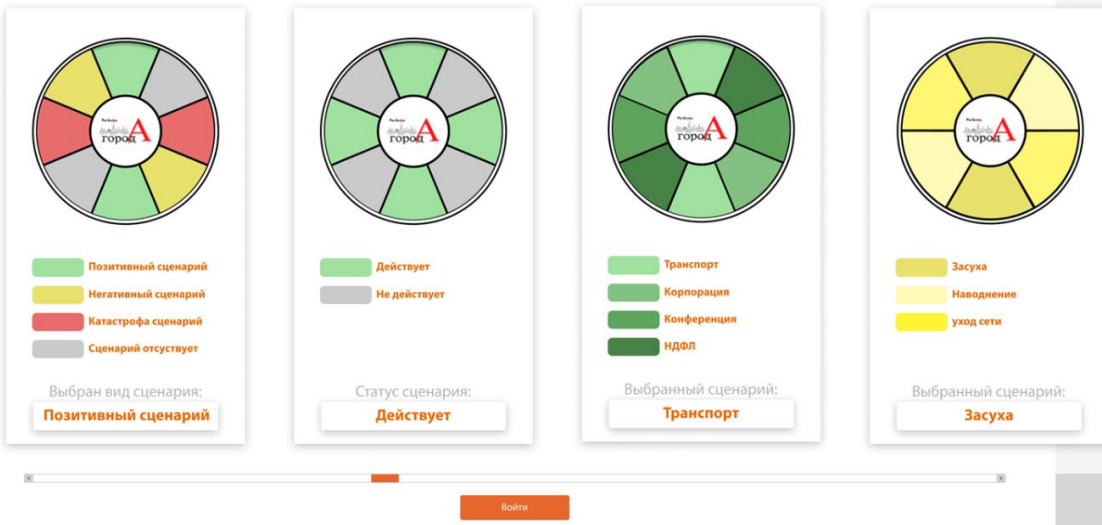 город А
город А
город А
город А
Позитивный сценарий
Негативный сценарий
Катастрофа сценарий
Сценарий отсуствует
Выбран вид сценария:
Позитивный сценарий
Действует
Не действует
Статус сценария:
Действует
Транспорт
Корпорация
Конференция
НДФЛ
Выбранный сценарий:
Транспорт
Засуха
Наводнение
уход сети
Выбранный сценарий:
Засуха
Войти